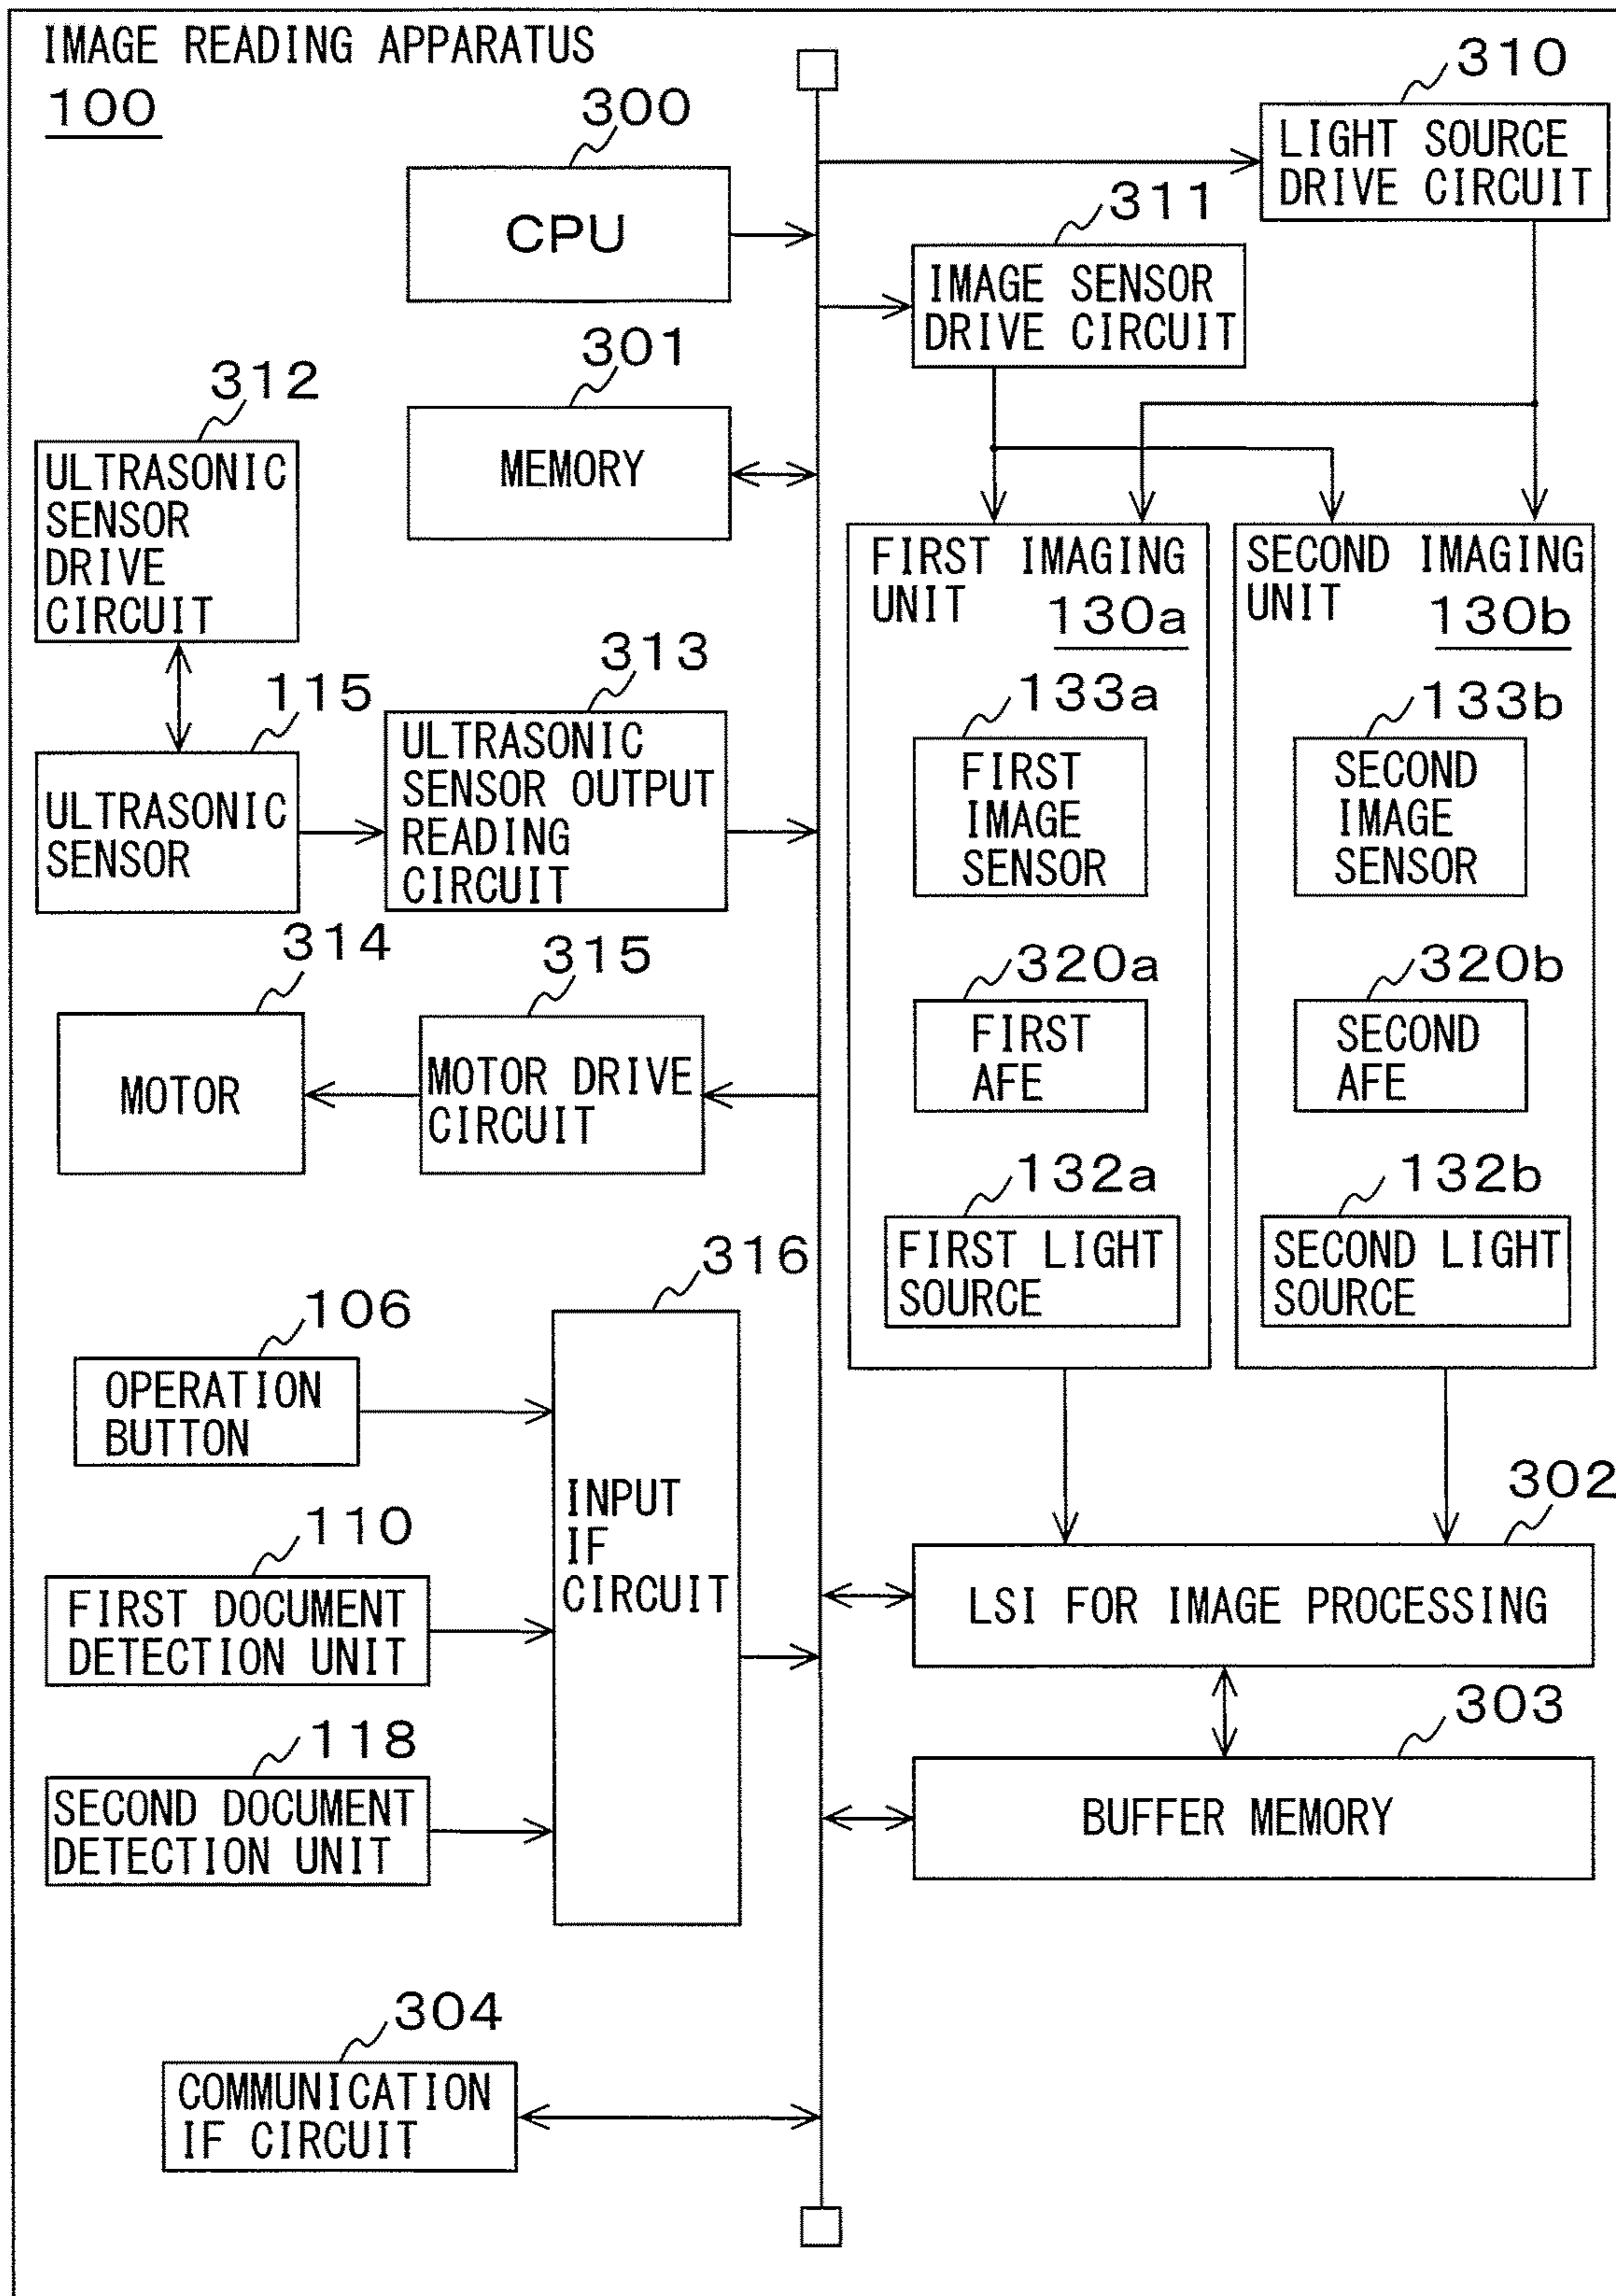 IMAGE READING APPARATUS
100
300
CPU
301
MEMORY
312
ULTRASONIC
SENSOR
DRIVE
CIRCUIT
115
ULTRASONIC
SENSOR
313
ULTRASONIC
SENSOR OUTPUT
READING
CIRCUIT
314
MOTOR
315
MOTOR DRIVE
CIRCUIT
316
INPUT
IF
CIRCUIT
106
OPERATION
BUTTON
110
FIRST DOCUMENT
DETECTION UNIT
118
SECOND DOCUMENT
DETECTION UNIT
304
COMMUNICATION
IF CIRCUIT
310
LIGHT SOURCE
DRIVE CIRCUIT
311
IMAGE SENSOR
DRIVE CIRCUIT
FIRST IMAGING
UNIT
130a
133a
FIRST
IMAGE
SENSOR
320a
FIRST
AFE
132a
FIRST LIGHT
SOURCE
SECOND IMAGING
UNIT
130b
133b
SECOND
IMAGE
SENSOR
320b
SECOND
AFE
132b
SECOND LIGHT
SOURCE
302
LSI FOR IMAGE PROCESSING
303
BUFFER MEMORY